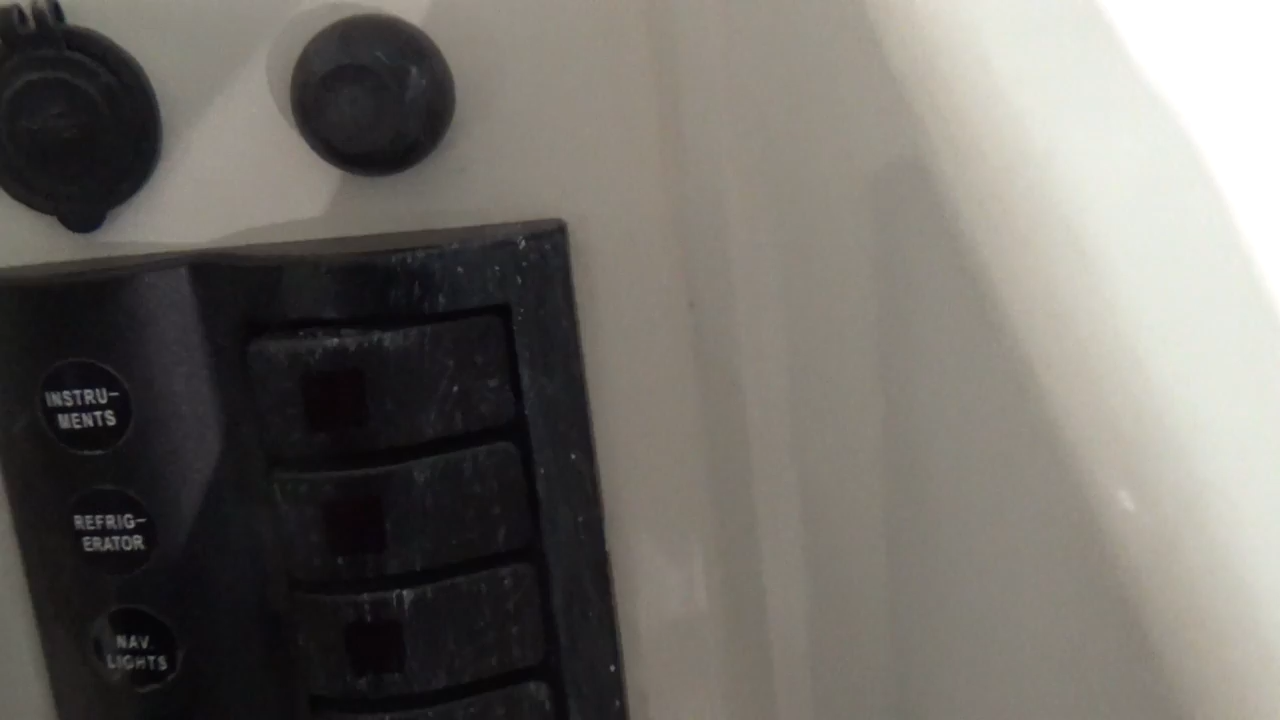 INSTRU-
MENTS
REFRIG-
ERATOR
NAV.
LIGHTS